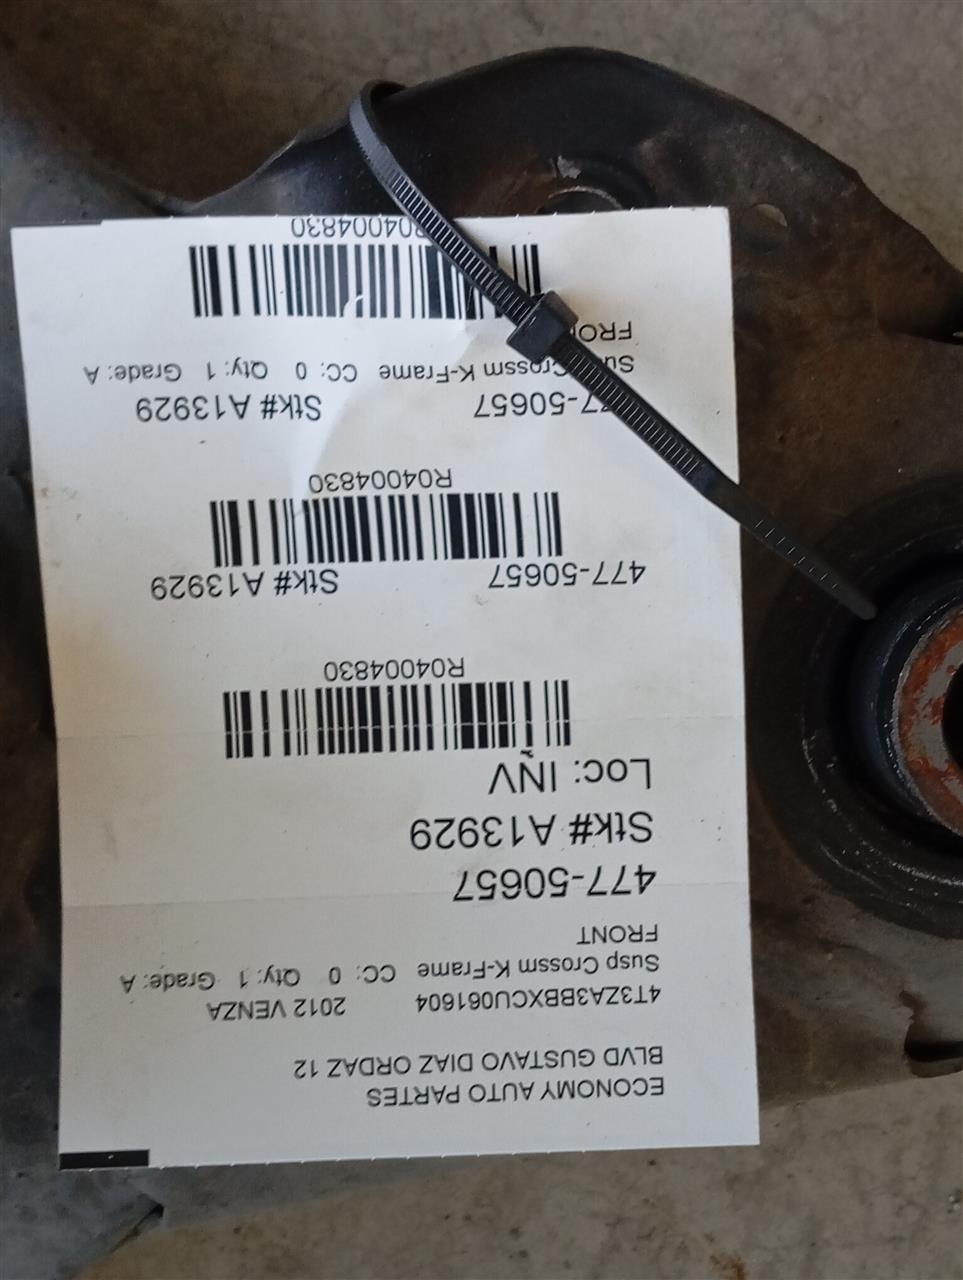 ECONOMY AUTO PARTES
BLVD GUSTAVO DIAZ ORDAZ 12
4T3ZA3BBXCU061604 2012 VENZA
Susp Crossm K-Frame CC: 0 Qty: 1 Grade: A
FRONT
477-50657
Stk# A13929
Loc: INV
R04004830
477-50657 Stk# A13929
R04004830
477-50657 Stk# A13929
Susp Crossm K-Frame CC: 0 Qty: 1 Grade: A
FRONT
R04004830